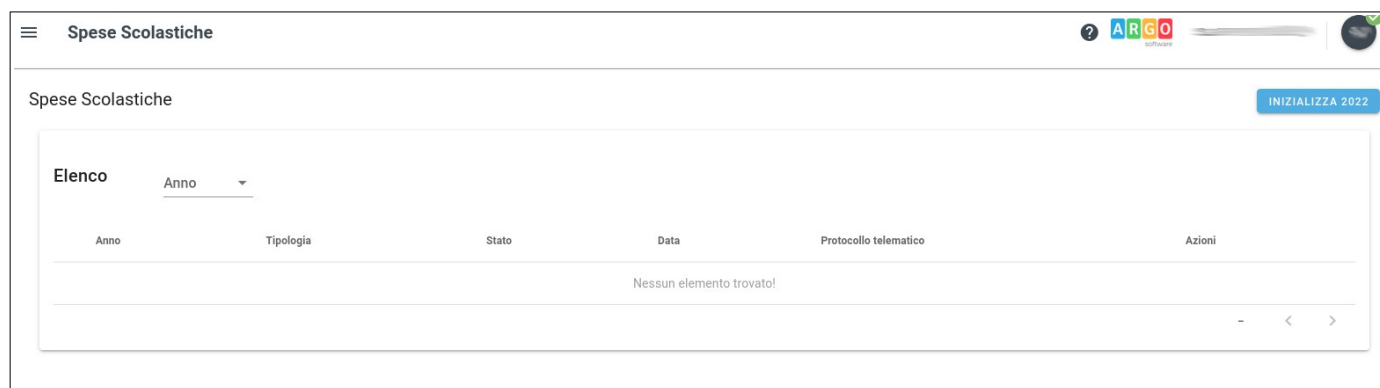 Spese Scolastiche
ARGO
software
Spese Scolastiche
INIZIALIZZA 2022
Elenco
Anno
Anno Tipologia Stato Data Protocollo telematico Azioni
Nessun elemento trovato!